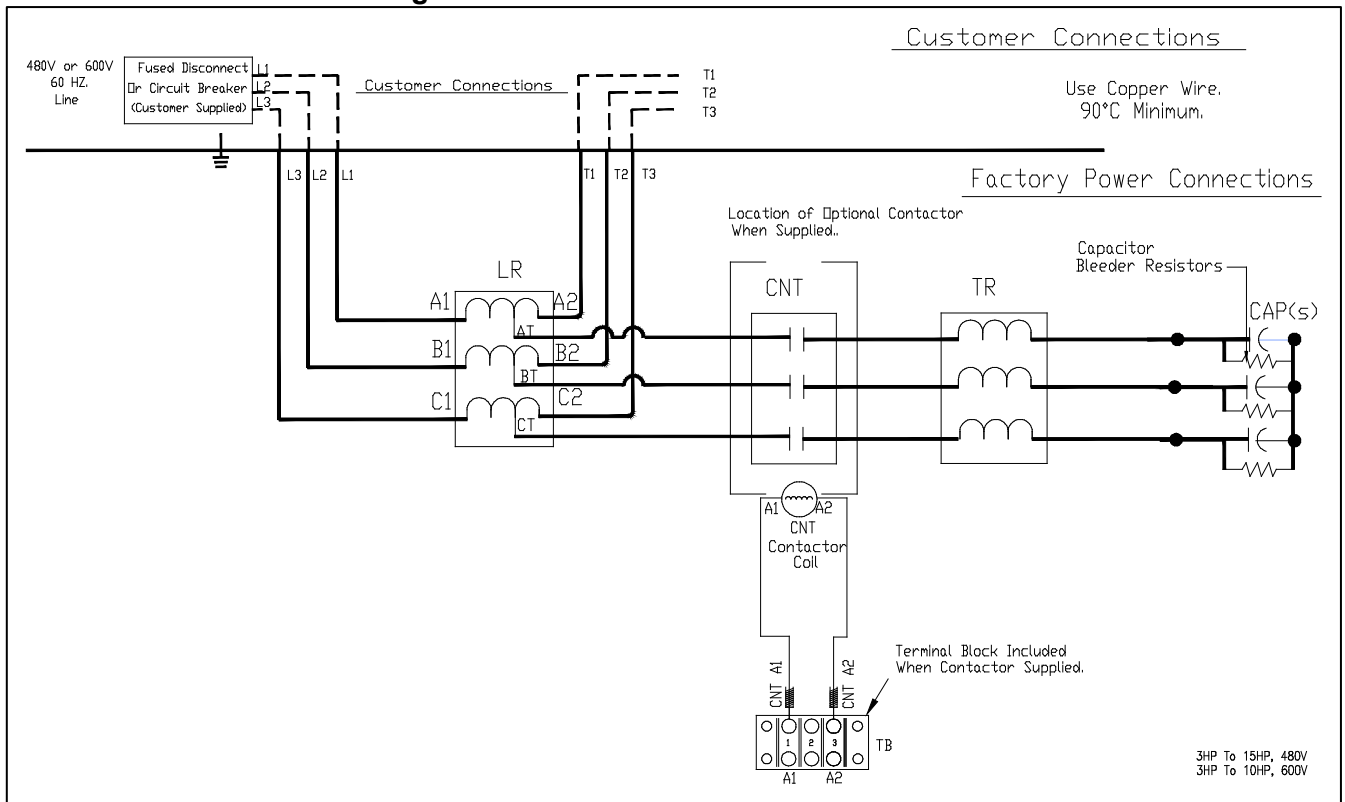 Customer Connections
480V or 600V
60 HZ.
Line
Fused Disconnect
Or Circuit Breaker
(Customer Supplied)
L1
L2
L3
Customer Connections
T1
T2
T3
Use Copper Wire.
90°C Minimum.
L3
L2
L1
T1
T2
T3
Factory Power Connections
Location of Optional Contactor
When Supplied..
Capacitor
Bleeder Resistors
LR
CNT
TR
CAP(s)
A1
A2
AT
B1
B2
BT
C1
C2
CT
A1
A2
CNT
Contactor
Coil
CNT A1
CNT A2
Terminal Block Included
When Contactor Supplied.
1
2
3
TB
A1
A2
3HP To 15HP, 480V
3HP To 10HP, 600V